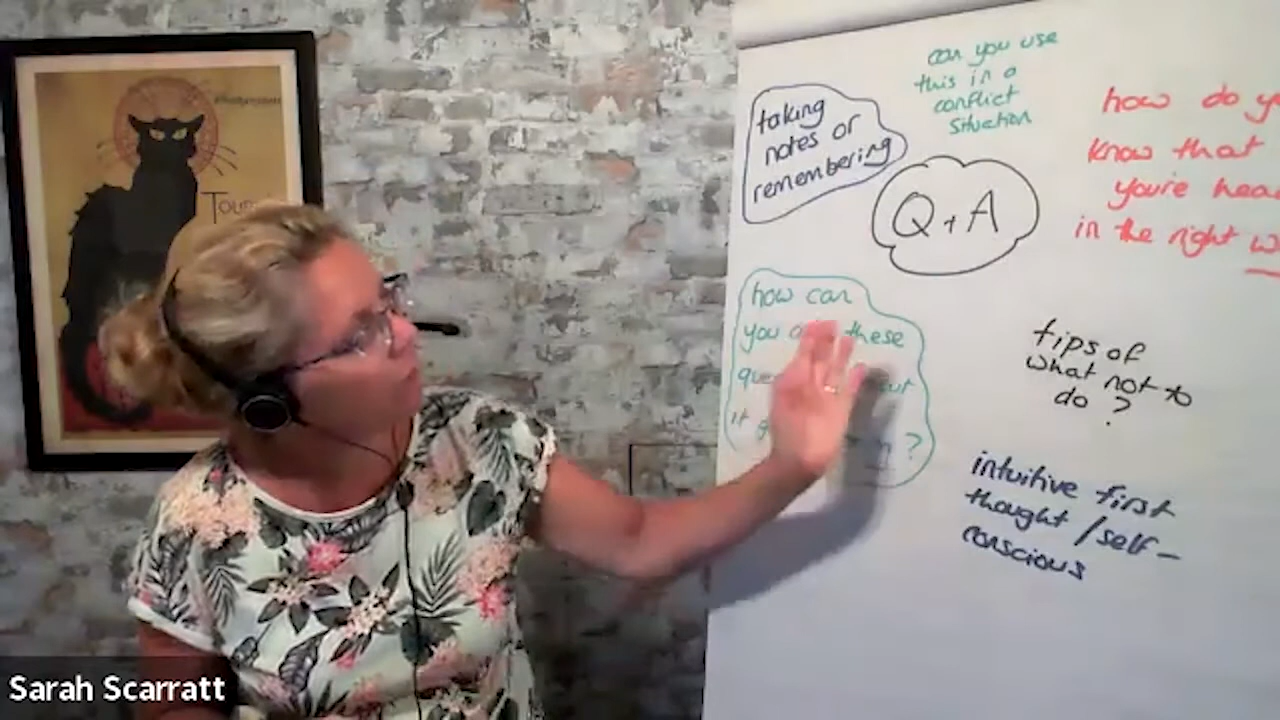 can you use
this in a
conflict
situation
taking
notes or
remembering
Q + A
how do
know that
you're
in the right
how can
you these
it ?
tips of
what not to
do ?
intuitive first
thought / self-
conscious
Sarah Scarratt